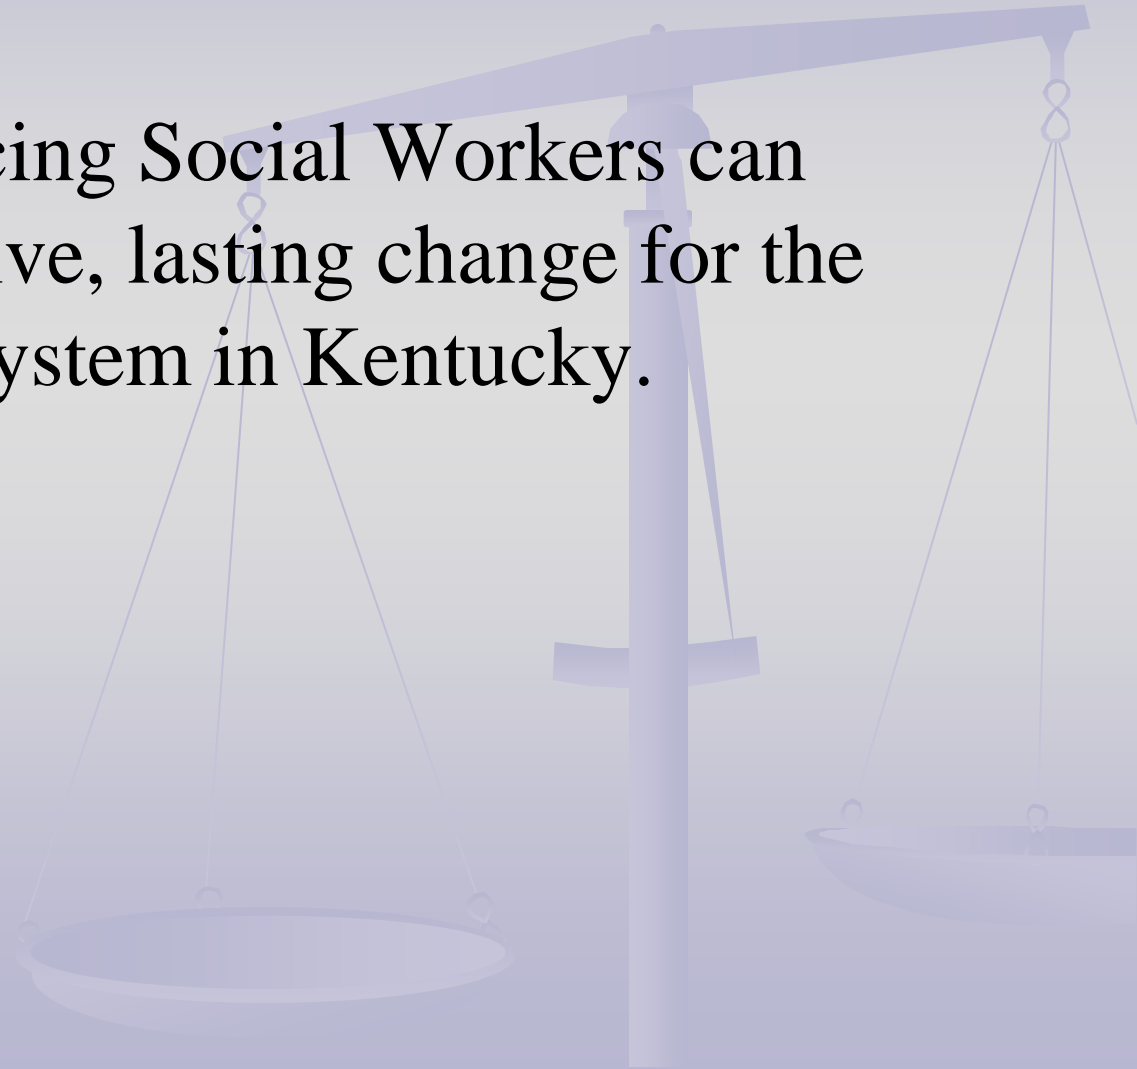 cing Social Workers can
ve, lasting change for the
ystem in Kentucky.